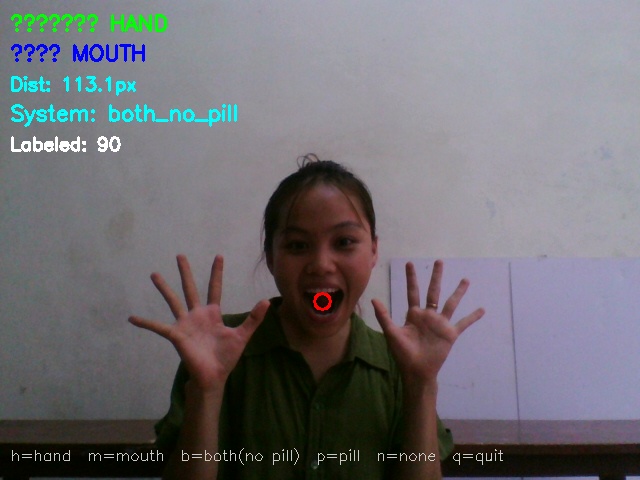 ??????? HAND
???? MOUTH
Dist: 113.1px
System: both_no_pill
Labeled: 90
h=hand  m=mouth  b=both(no pill)  p=pill  n=none  q=quit